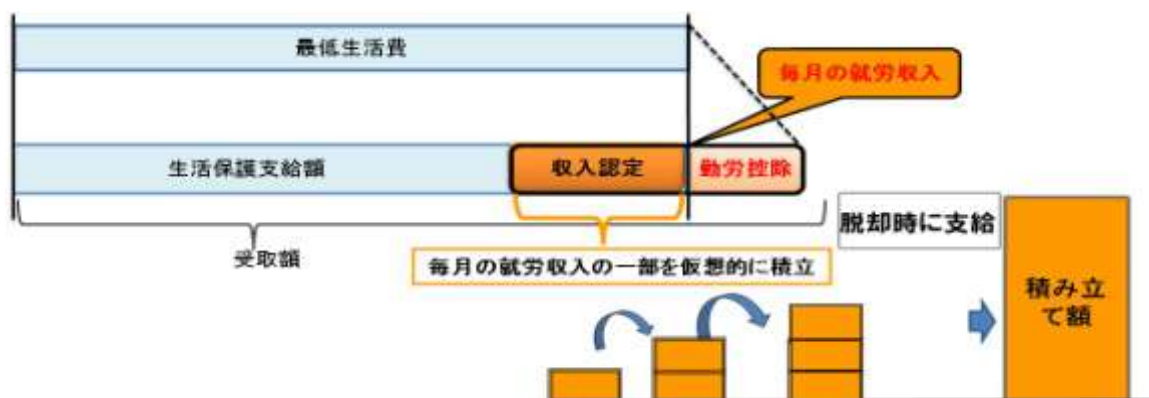 最低生活費
毎月の就労収入
生活保護支給額
収入認定
勤労控除
受取額
毎月の就労収入の一部を仮想的に積立
脱却時に支給
積み立
て額